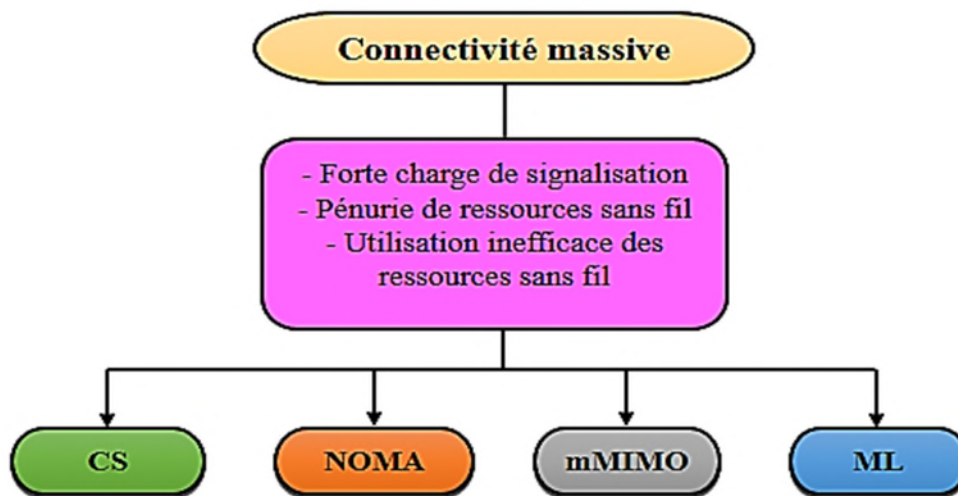 Connectivité massive
- Forte charge de signalisation
- Pénurie de ressources sans fil
- Utilisation inefficace des
ressources sans fil
CS
NOMA
mMIMO
ML